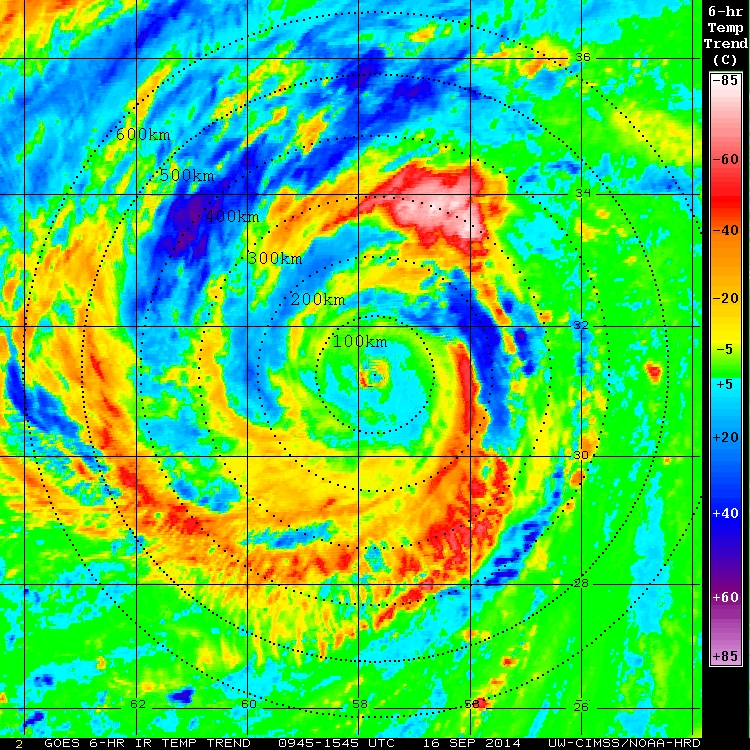 6-hr
Temp
Trend
(C)
-85
-60
-40
-20
-5
+5
+20
+40
+60
+85
36
600km
500km
34
400km
300km
200km
32
100km
30
28
62 60 58 56 26
2 GOES 6-HR IR TEMP TREND 0945-1545 UTC 16 SEP 2014 UW-CIMSS/NOAA-HRD